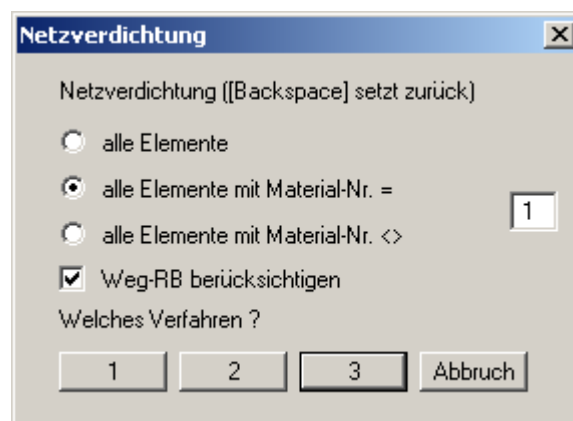 Netzverdichtung
Netzverdichtung ([Backspace] setzt zurück)
alle Elemente
alle Elemente mit Material-Nr. =
1
alle Elemente mit Material-Nr. <>
Weg-RB berücksichtigen
Welches Verfahren ?
1 2 3 Abbruch